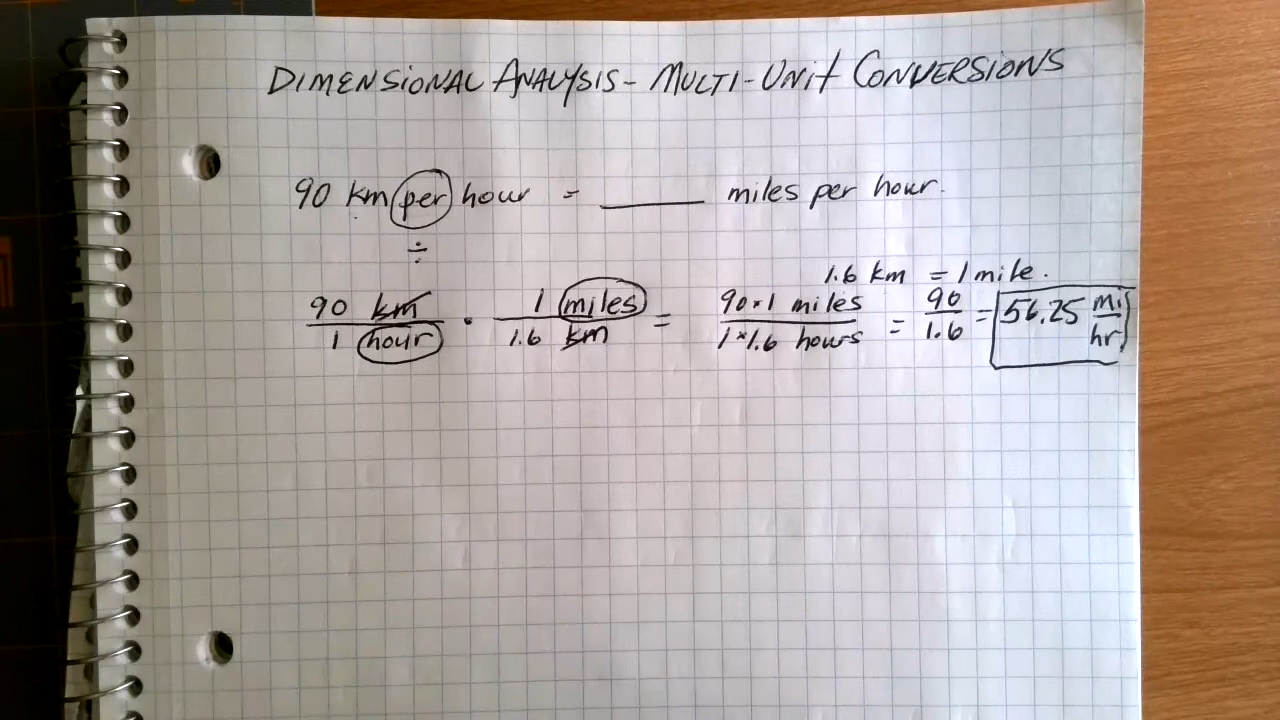 DIMENSIONAL ANALYSIS - MULTI-UNIT CONVERSIONS
90 km per hour = ______ miles per hour.
÷
1.6 km = 1 mile.
90 km / 1 hour · 1 miles / 1.6 km = 90×1 miles / 1×1.6 hours = 90 / 1.6 = 56.25 mi / hr